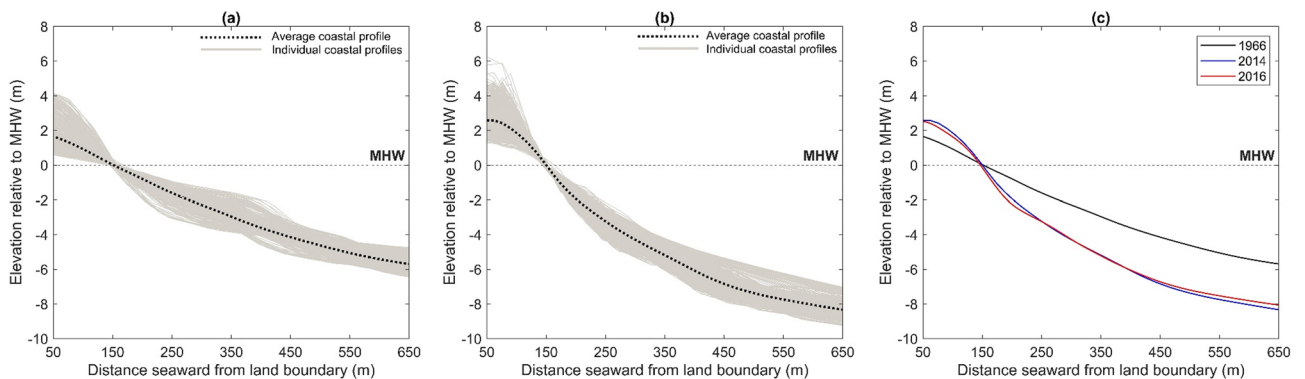 (a)
Average coastal profile
Individual coastal profiles
MHW
8
6
4
2
0
-2
-4
-6
-8
-10
50 150 250 350 450 550 650
Elevation relative to MHW (m)
Distance seaward from land boundary (m)
(b)
Average coastal profile
Individual coastal profiles
MHW
8
6
4
2
0
-2
-4
-6
-8
-10
50 150 250 350 450 550 650
Elevation relative to MHW (m)
Distance seaward from land boundary (m)
(c)
1966
2014
2016
MHW
8
6
4
2
0
-2
-4
-6
-8
-10
50 150 250 350 450 550 650
Elevation relative to MHW (m)
Distance seaward from land boundary (m)